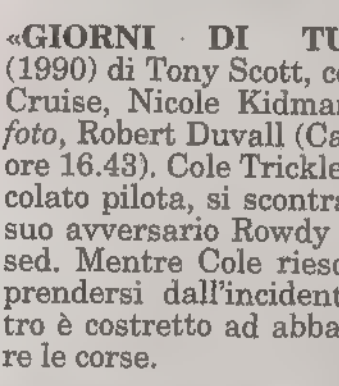 «GIORNI DI TU
(1990) di Tony Scott, c
Cruise, Nicole Kidma
foto, Robert Duvall (Ca
ore 16.43). Cole Trickle
colato pilota, si scontra
suo avversario Rowdy
sed. Mentre Cole riesc
prendersi dall'incident
tro è costretto ad abba
re le corse.